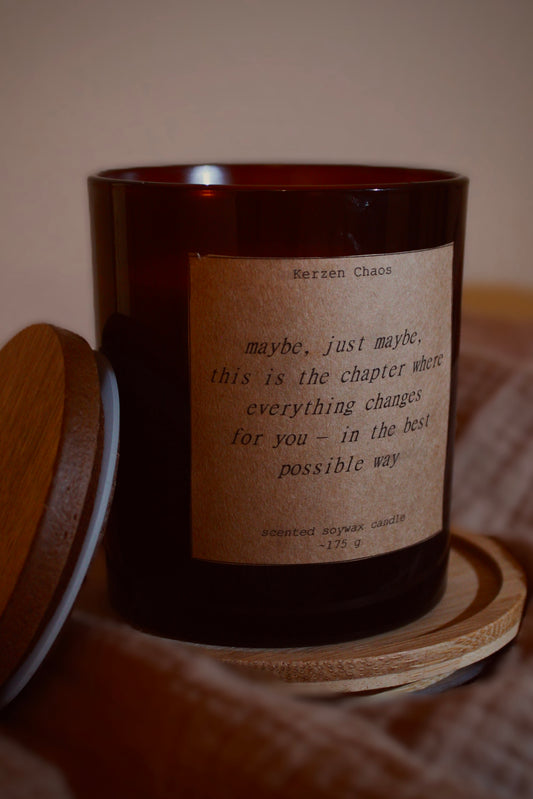 Kerzen Chaos
maybe, just maybe,
this is the chapter where
everything changes
for you – in the best
possible way
scented soywax candle
~175 g